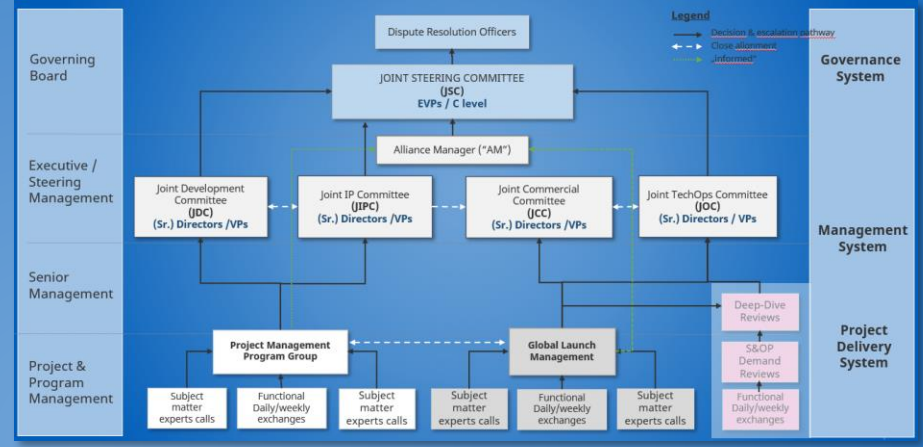 Legend
Decision & escalation pathway
Close alignment
„Informed"
Dispute Resolution Officers
Governing
Board
Governance
System
JOINT STEERING COMMITTEE
(JSC)
EVPs / C level
Alliance Manager ("AM")
Executive /
Steering
Management
Joint Development
Committee
(JDC)
(Sr.) Directors /VPs
Joint IP Committee
(JIPC)
(Sr.) Directors /VPs
Joint Commercial
Committee
(JCC)
(Sr.) Directors /VPs
Joint TechOps Committee
(JOC)
(Sr.) Directors / VPs
Management
System
Senior
Management
Deep-Dive
Reviews
Project
Delivery
System
Project Management
Program Group
Global Launch
Management
S&OP
Demand
Reviews
Project &
Program
Management
Subject
matter
experts calls
Functional
Daily/weekly
exchanges
Subject
matter
experts calls
Subject
matter
experts calls
Functional
Daily/weekly
exchanges
Subject
matter
experts calls
Functional
Daily/weekly
exchanges